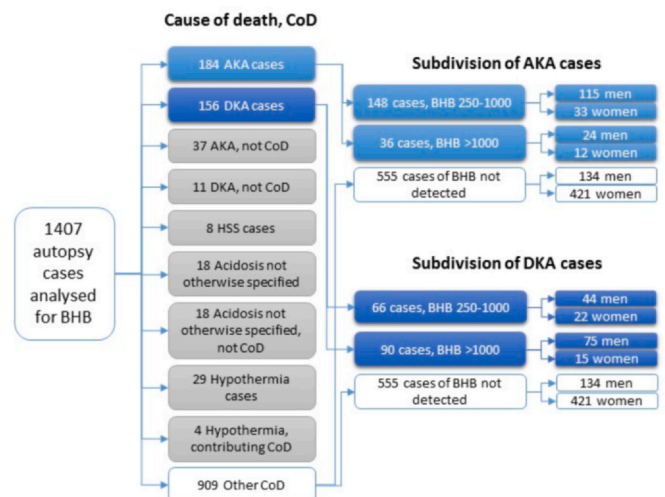 Cause of death, CoD
184 AKA cases
156 DKA cases
37 AKA, not CoD
11 DKA, not CoD
8 HSS cases
18 Acidosis not
otherwise specified
18 Acidosis not
otherwise specified,
not CoD
29 Hypothermia
cases
4 Hypothermia,
contributing CoD
909 Other CoD
1407
autopsy
cases
analysed
for BHB
Subdivision of AKA cases
148 cases, BHB 250-1000
115 men
33 women
36 cases, BHB >1000
24 men
12 women
555 cases of BHB not
detected
134 men
421 women
Subdivision of DKA cases
66 cases, BHB 250-1000
44 men
22 women
90 cases, BHB >1000
75 men
15 women
555 cases of BHB not
detected
134 men
421 women